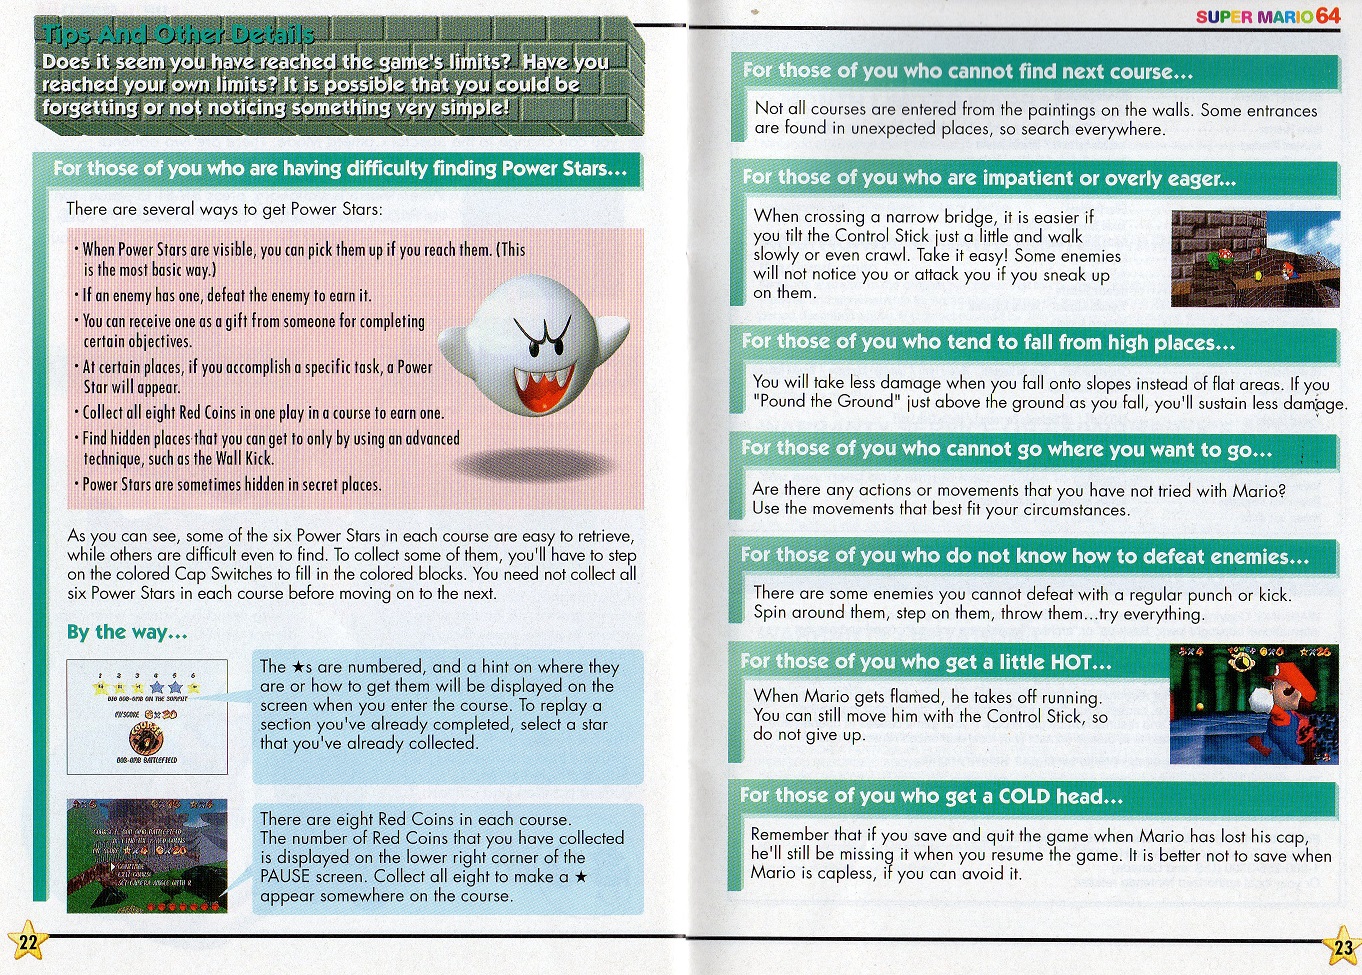 Tips And Other Details
Does it seem you have reached the game's limits? Have you
reached your own limits? It is possible that you could be
forgetting or not noticing something very simple!
For those of you who are having difficulty finding Power Stars...
There are several ways to get Power Stars:
• When Power Stars are visible, you can pick them up if you reach them. (This
is the most basic way.)
• If an enemy has one, defeat the enemy to earn it.
• You can receive one as a gift from someone for completing
certain objectives.
• At certain places, if you accomplish a specific task, a Power
Star will appear.
• Collect all eight Red Coins in one play in a course to earn one.
• Find hidden places that you can get to only by using an advanced
technique, such as the Wall Kick.
• Power Stars are sometimes hidden in secret places.
As you can see, some of the six Power Stars in each course are easy to retrieve,
while others are difficult even to find. To collect some of them, you'll have to step
on the colored Cap Switches to fill in the colored blocks. You need not collect all
six Power Stars in each course before moving on to the next.
By the way...
1 2 3 4 5 6
BIG BOB-OMB ON THE SUMMIT
MYSCORE
BOB-OMB BATTLEFIELD
The ★s are numbered, and a hint on where they
are or how to get them will be displayed on the
screen when you enter the course. To replay a
section you've already completed, select a star
that you've already collected.
There are eight Red Coins in each course.
The number of Red Coins that you have collected
is displayed on the lower right corner of the
PAUSE screen. Collect all eight to make a ★
appear somewhere on the course.
22
SUPER MARIO 64
For those of you who cannot find next course...
Not all courses are entered from the paintings on the walls. Some entrances
are found in unexpected places, so search everywhere.
For those of you who are impatient or overly eager...
When crossing a narrow bridge, it is easier if
you tilt the Control Stick just a little and walk
slowly or even crawl. Take it easy! Some enemies
will not notice you or attack you if you sneak up
on them.
For those of you who tend to fall from high places...
You will take less damage when you fall onto slopes instead of flat areas. If you
"Pound the Ground" just above the ground as you fall, you'll sustain less damage.
For those of you who cannot go where you want to go...
Are there any actions or movements that you have not tried with Mario?
Use the movements that best fit your circumstances.
For those of you who do not know how to defeat enemies...
There are some enemies you cannot defeat with a regular punch or kick.
Spin around them, step on them, throw them...try everything.
For those of you who get a little HOT...
POWER
When Mario gets flamed, he takes off running.
You can still move him with the Control Stick, so
do not give up.
For those of you who get a COLD head...
Remember that if you save and quit the game when Mario has lost his cap,
he'll still be missing it when you resume the game. It is better not to save when
Mario is capless, if you can avoid it.
23